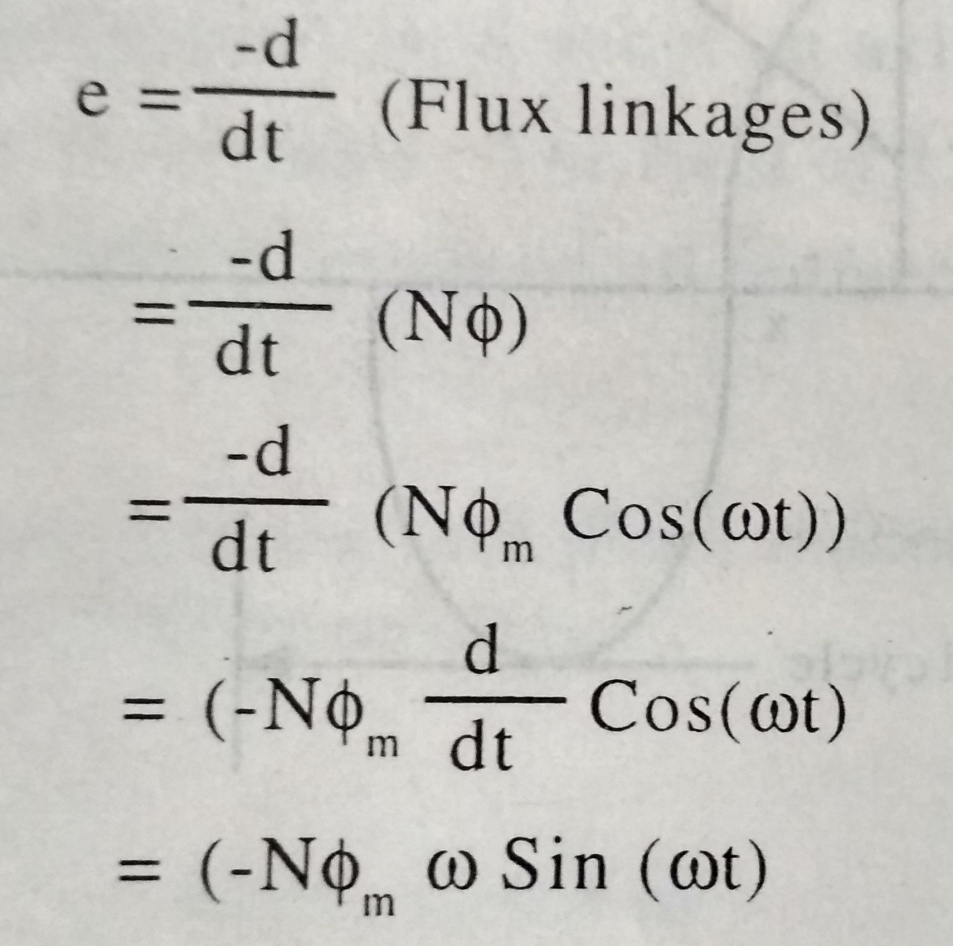 e = -d/dt (Flux linkages)
= -d/dt (Nϕ)
= -d/dt (Nϕₘ Cos(ωt))
= (-Nϕₘ d/dt Cos(ωt)
= (-Nϕₘ ω Sin (ωt)